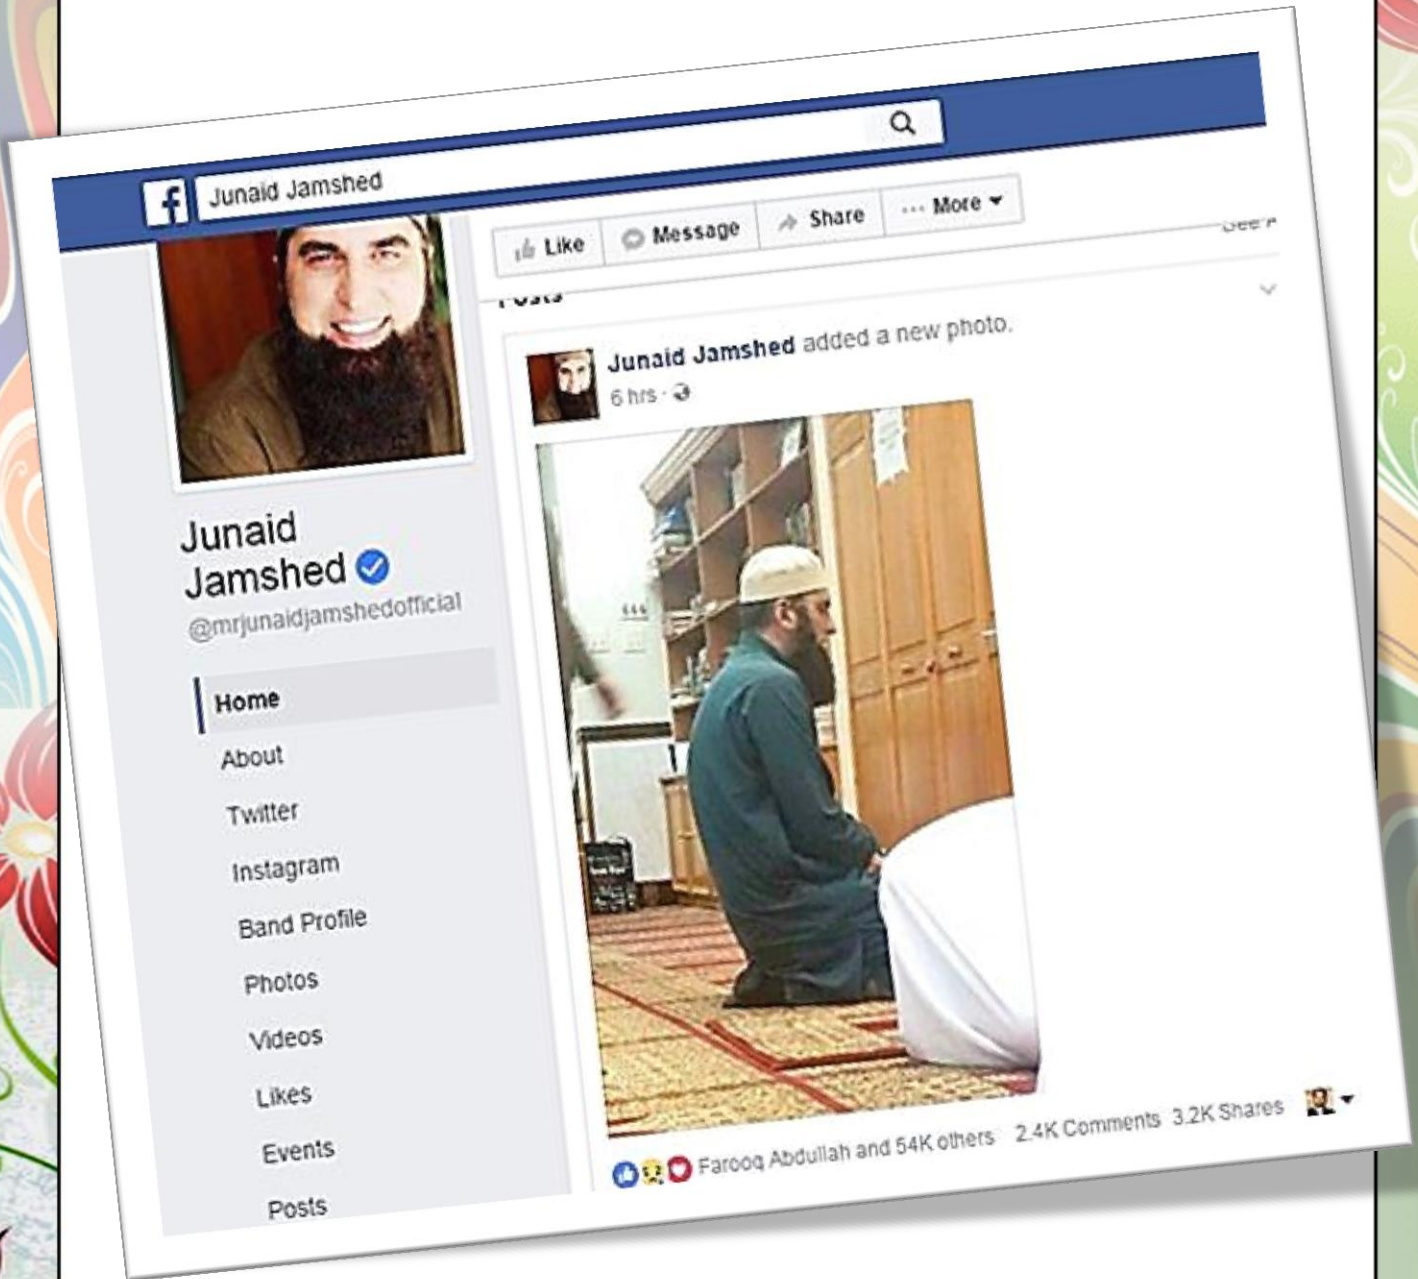 f Junaid Jamshed
Like Message Share ··· More
Posts
Junaid Jamshed added a new photo.
6 hrs ·
Junaid
Jamshed
@mrjunaidjamshedofficial
Home
About
Twitter
Instagram
Band Profile
Photos
Videos
Likes
Events
Posts
Farooq Abdullah and 54K others 2.4K Comments 3.2K Shares